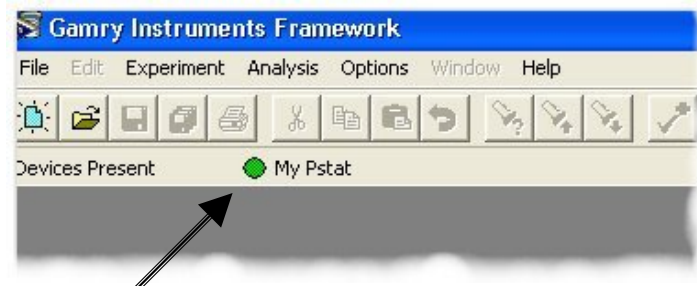 Gamry Instruments Framework
File Edit Experiment Analysis Options Window Help
Devices Present My Pstat